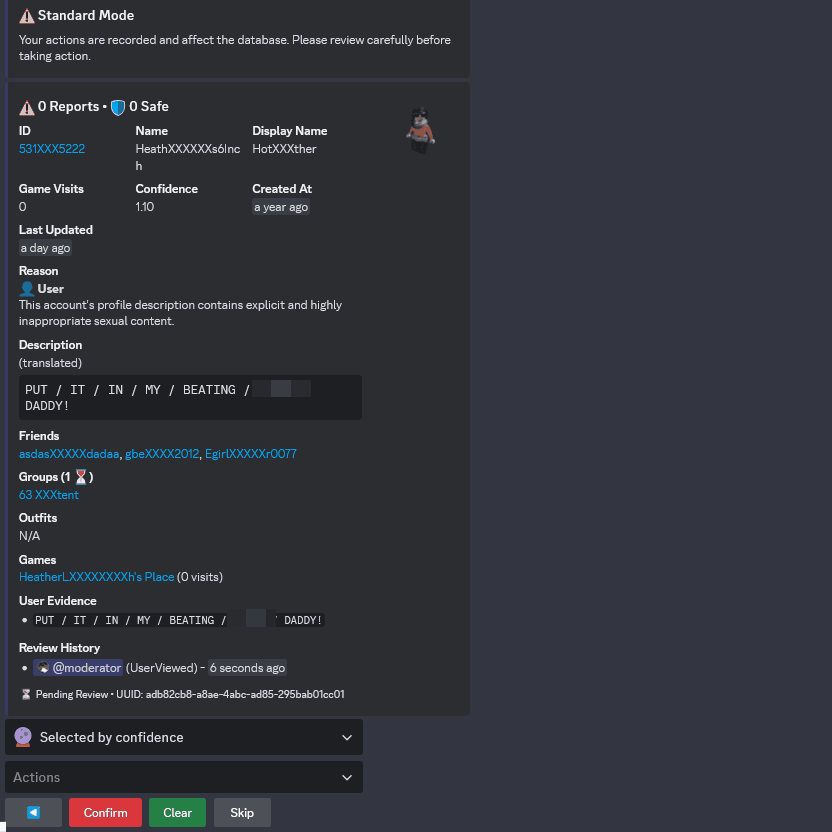 Standard Mode
Your actions are recorded and affect the database. Please review carefully before
taking action.
0 Reports • 0 Safe
ID
Name
Display Name
531XXX5222
HeathXXXXXXs6Inc
h
HotXXXther
Game Visits
Confidence
Created At
0
1.10
a year ago
Last Updated
a day ago
Reason
User
This account's profile description contains explicit and highly
inappropriate sexual content.
Description
(translated)
PUT / IT / IN / MY / BEATING /
DADDY!
Friends
asdasXXXXXdadaa, gbeXXXX2012, EgirlXXXXXr0077
Groups (1 ⏳)
63 XXXtent
Outfits
N/A
Games
HeatherLXXXXXXXXh's Place (0 visits)
User Evidence
• PUT / IT / IN / MY / BEATING / DADDY!
Review History
• @moderator (UserViewed) - 6 seconds ago
Pending Review • UUID: adb82cb8-a8ae-4abc-ad85-295bab01cc01
Selected by confidence
Actions
Confirm
Clear
Skip